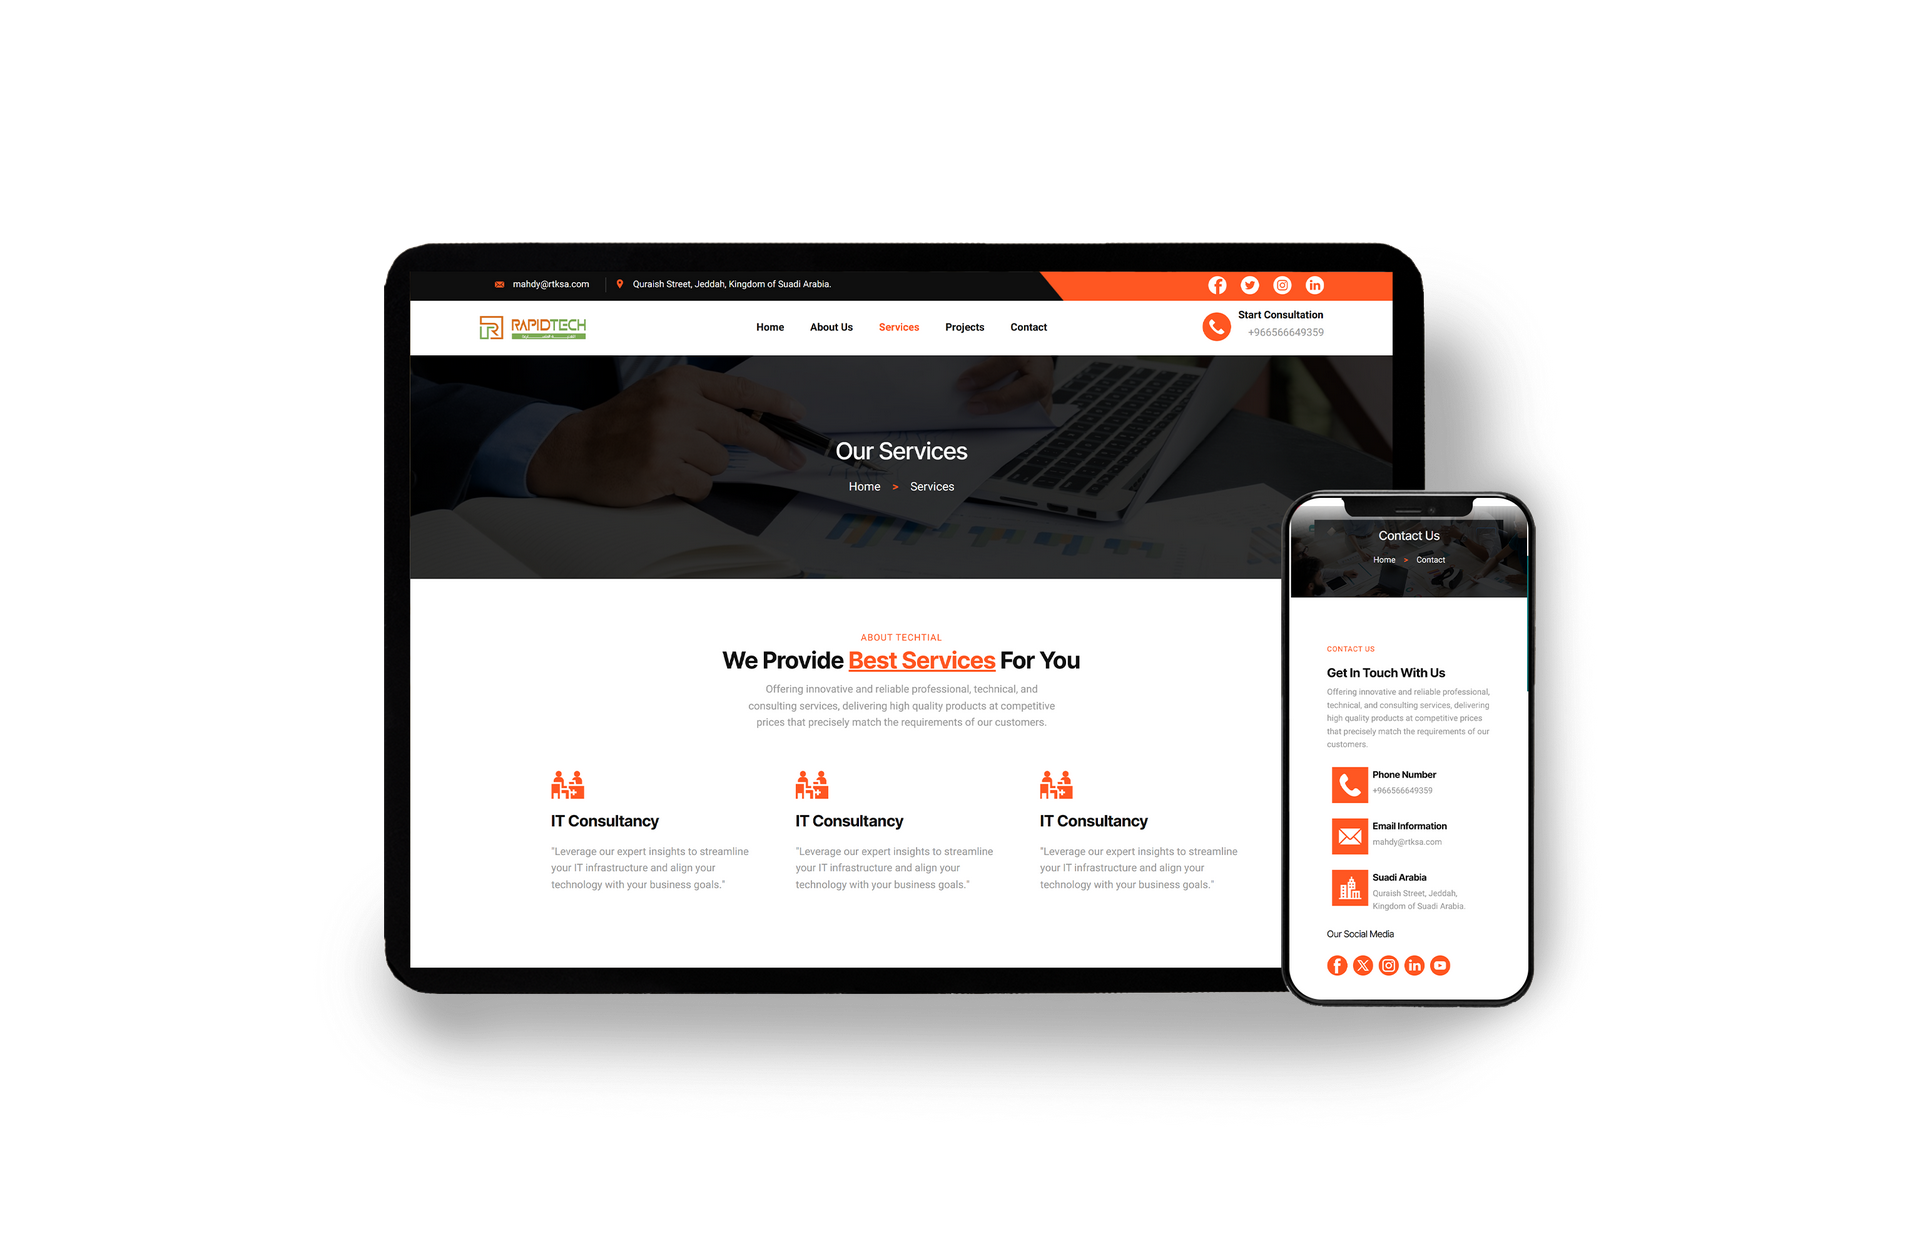 mahdy@rtksa.com
Quraish Street, Jeddah, Kingdom of Suadi Arabia.
RAPIDTECH
Home
About Us
Services
Projects
Contact
Start Consultation
+966566649359
Our Services
Home > Services
ABOUT TECHTIAL
We Provide Best Services For You
Offering innovative and reliable professional, technical, and
consulting services, delivering high quality products at competitive
prices that precisely match the requirements of our customers.
IT Consultancy
"Leverage our expert insights to streamline
your IT infrastructure and align your
technology with your business goals."
IT Consultancy
"Leverage our expert insights to streamline
your IT infrastructure and align your
technology with your business goals."
IT Consultancy
"Leverage our expert insights to streamline
your IT infrastructure and align your
technology with your business goals."
Contact Us
Home > Contact
CONTACT US
Get In Touch With Us
Offering innovative and reliable professional,
technical, and consulting services, delivering
high quality products at competitive prices
that precisely match the requirements of our
customers.
Phone Number
+966566649359
Email Information
mahdy@rtksa.com
Suadi Arabia
Quraish Street, Jeddah,
Kingdom of Suadi Arabia.
Our Social Media